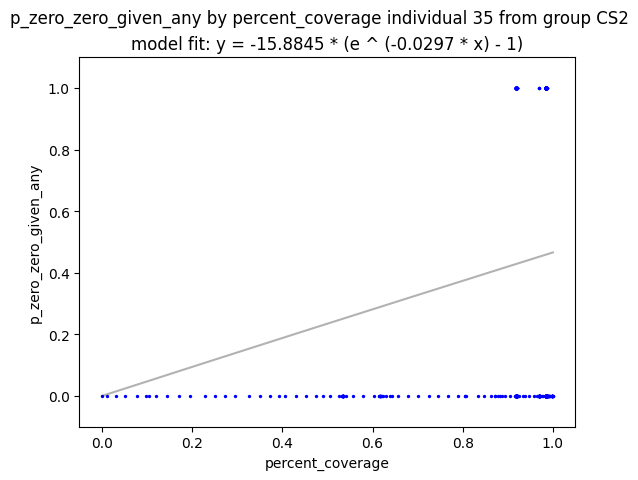 p_zero_zero_given_any by percent_coverage individual 35 from group CS2
model fit: y = -15.8845 * (e ^ (-0.0297 * x) - 1)
1.0
0.8
0.6
0.4
0.2
0.0
p_zero_zero_given_any
0.0 0.2 0.4 0.6 0.8 1.0
percent_coverage